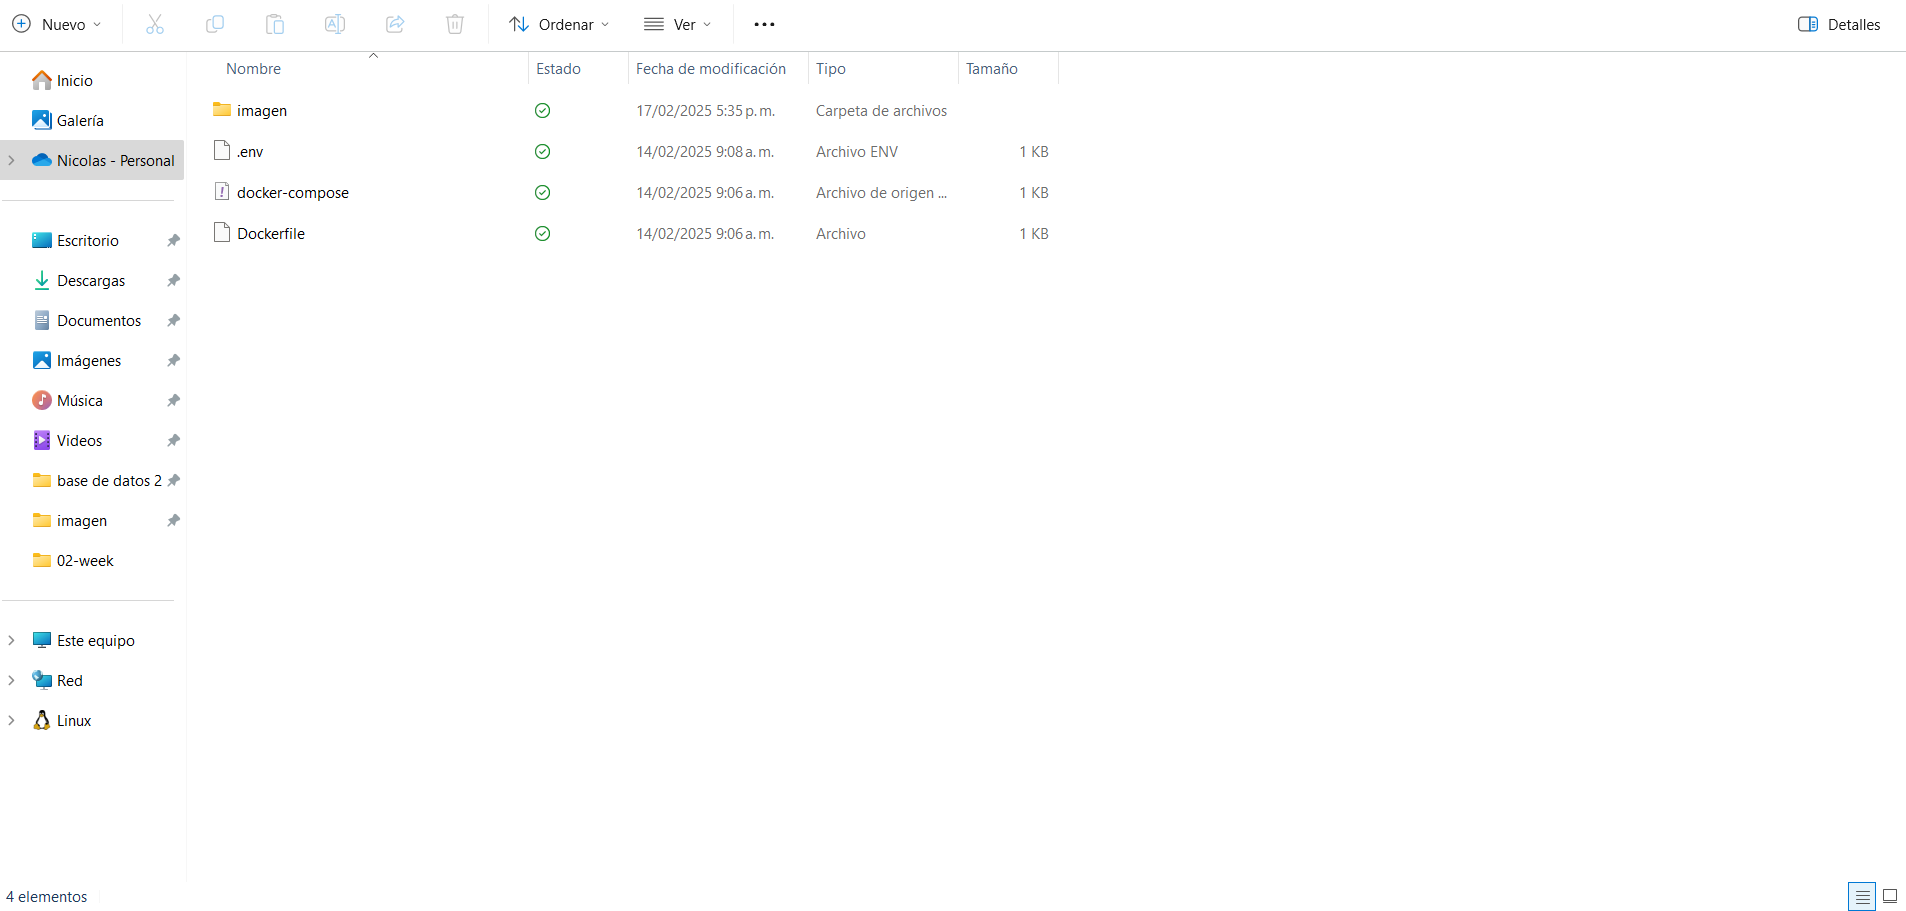 Nuevo Ordenar Ver Detalles
Nombre Estado Fecha de modificación Tipo Tamaño
Inicio
Galería
Nicolas - Personal
Escritorio
Descargas
Documentos
Imágenes
Música
Videos
base de datos 2
imagen
02-week
Este equipo
Red
Linux
imagen 17/02/2025 5:35 p. m. Carpeta de archivos
.env 14/02/2025 9:08 a. m. Archivo ENV 1 KB
docker-compose 14/02/2025 9:06 a. m. Archivo de origen ... 1 KB
Dockerfile 14/02/2025 9:06 a. m. Archivo 1 KB
4 elementos